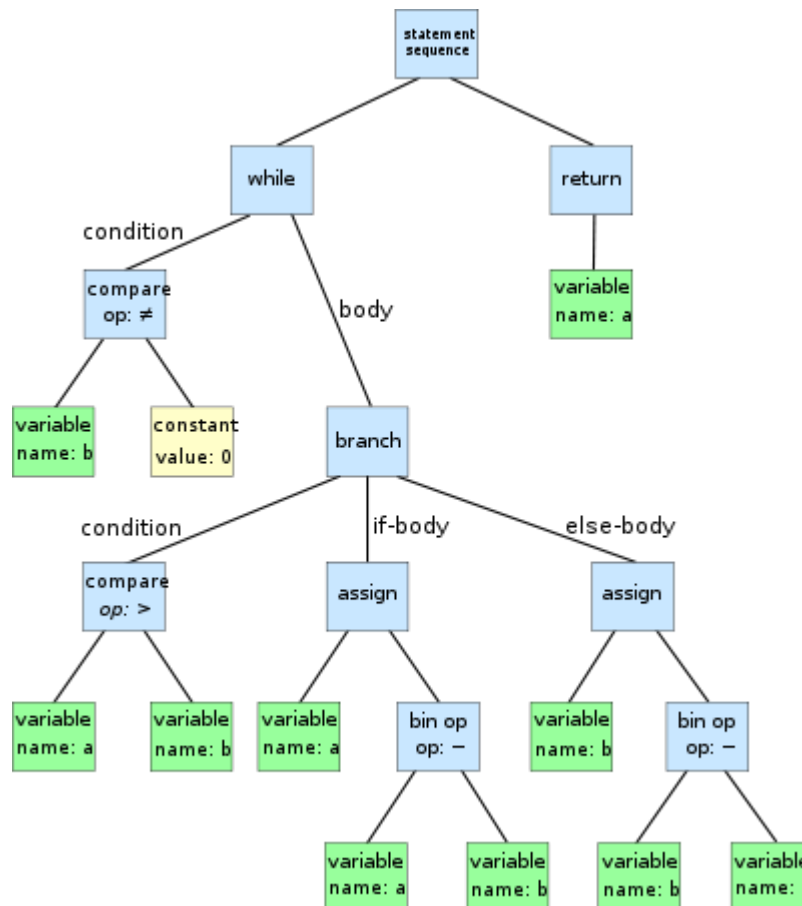 statement
sequence
while
return
condition
body
compare
op: ≠
variable
name: a
variable
name: b
constant
value: 0
branch
condition
if-body
else-body
compare
op: >
assign
assign
variable
name: a
variable
name: b
variable
name: a
bin op
op: −
variable
name: b
bin op
op: −
variable
name: a
variable
name: b
variable
name: b
variable
name: